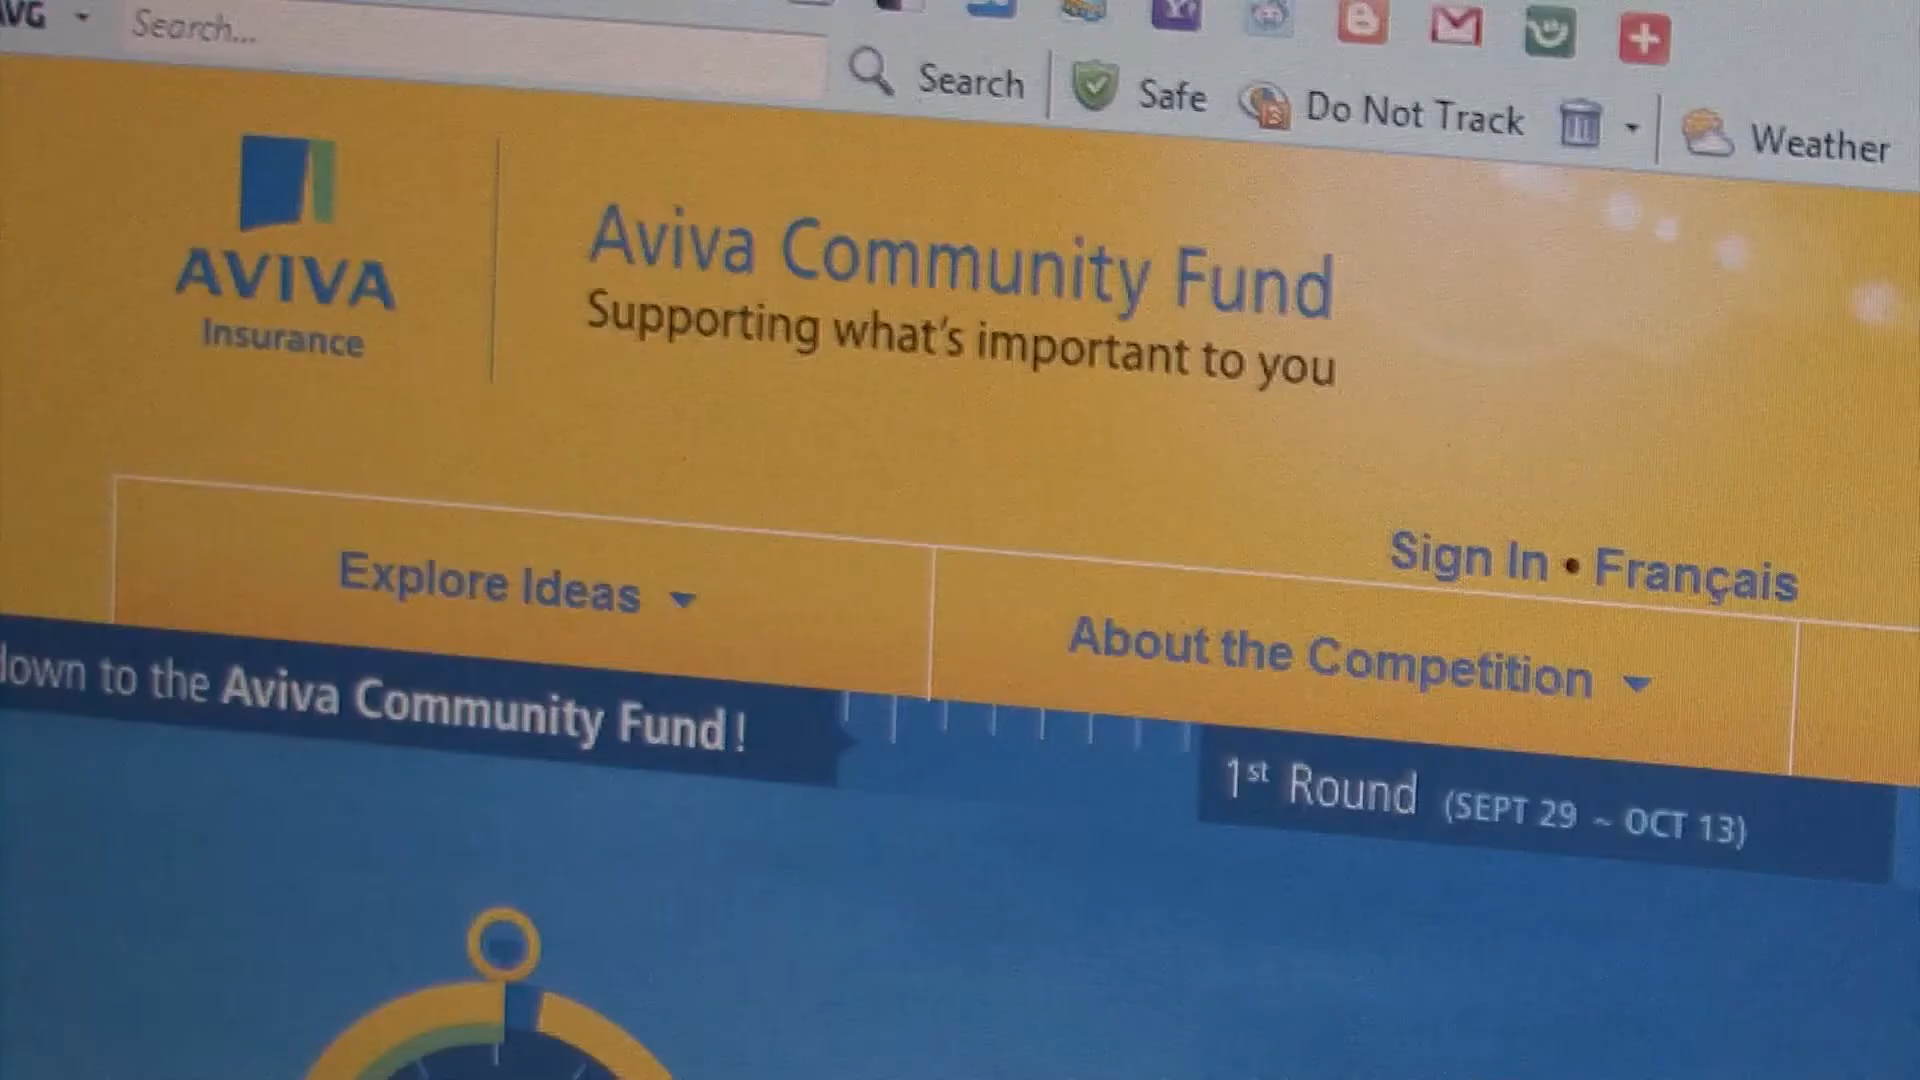 Search...
Search
Safe
Do Not Track
Weather
AVIVA
Insurance
Aviva Community Fund
Supporting what's important to you
Sign In • Français
Explore Ideas
About the Competition
down to the Aviva Community Fund!
1st Round (SEPT 29 ~ OCT 13)